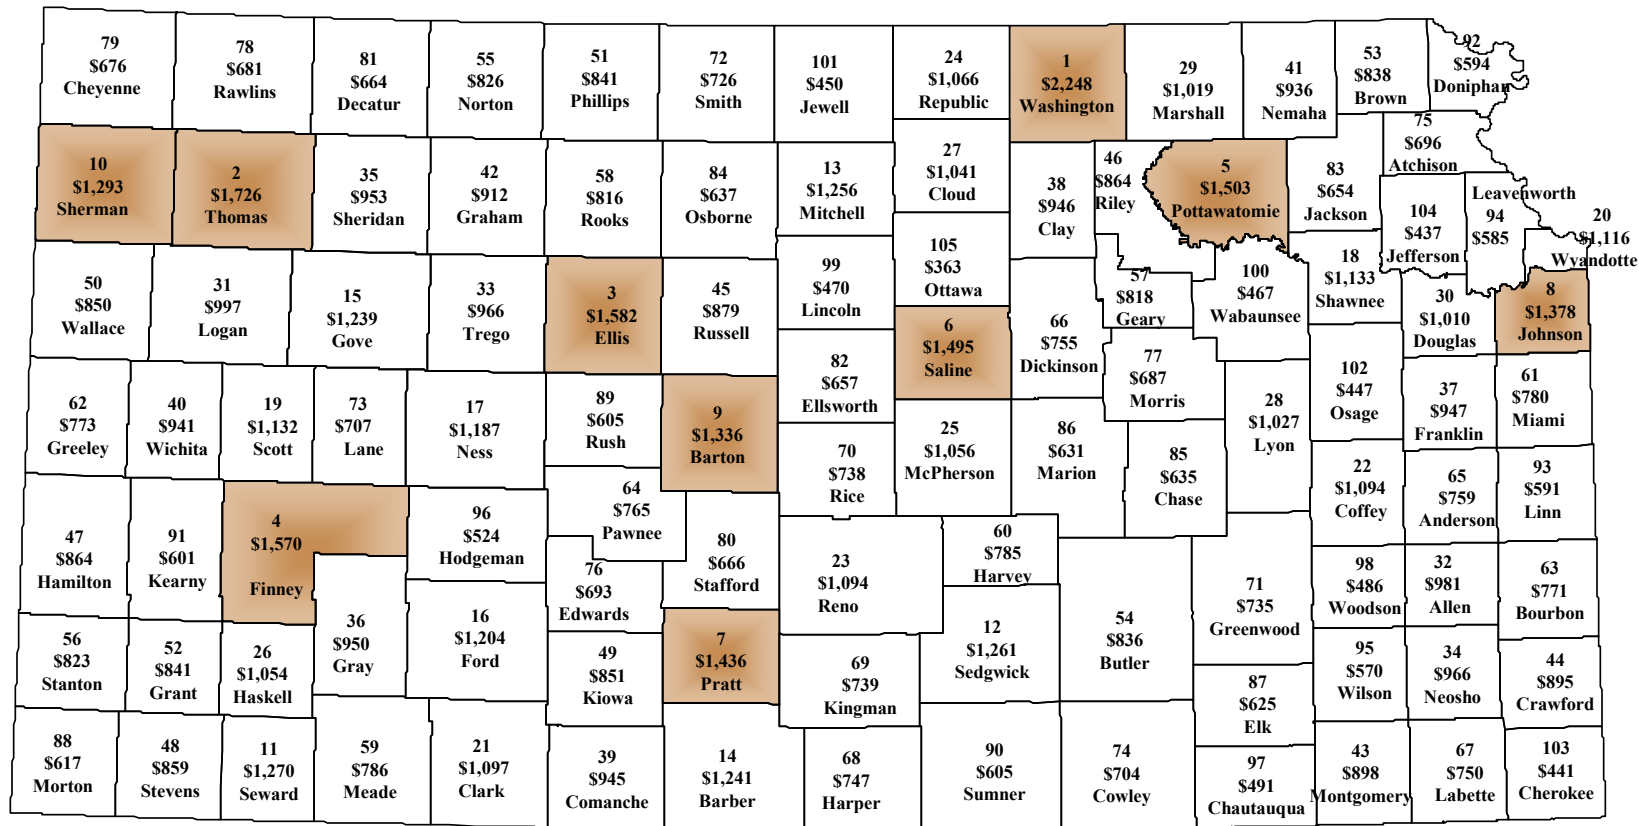 79
$676
Cheyenne
78
$681
Rawlins
81
$664
Decatur
55
$826
Norton
51
$841
Phillips
72
$726
Smith
101
$450
Jewell
24
$1,066
Republic
1
$2,248
Washington
29
$1,019
Marshall
41
$936
Nemaha
53
$838
Brown
92
$594
Doniphan
10
$1,293
Sherman
2
$1,726
Thomas
35
$953
Sheridan
42
$912
Graham
58
$816
Rooks
84
$637
Osborne
13
$1,256
Mitchell
27
$1,041
Cloud
38
$946
Clay
46
$864
Riley
5
$1,503
Pottawatomie
83
$654
Jackson
75
$696
Atchison
104
$437
Jefferson
Leavenworth
94
$585
20
$1,116
Wyandotte
50
$850
Wallace
31
$997
Logan
15
$1,239
Gove
33
$966
Trego
3
$1,582
Ellis
45
$879
Russell
99
$470
Lincoln
105
$363
Ottawa
6
$1,495
Saline
66
$755
Dickinson
57
$818
Geary
100
$467
Wabaunsee
18
$1,133
Shawnee
30
$1,010
Douglas
8
$1,378
Johnson
62
$773
Greeley
40
$941
Wichita
19
$1,132
Scott
73
$707
Lane
17
$1,187
Ness
89
$605
Rush
9
$1,336
Barton
82
$657
Ellsworth
70
$738
Rice
25
$1,056
McPherson
86
$631
Marion
77
$687
Morris
85
$635
Chase
28
$1,027
Lyon
102
$447
Osage
37
$947
Franklin
61
$780
Miami
47
$864
Hamilton
91
$601
Kearny
4
$1,570
Finney
96
$524
Hodgeman
64
$765
Pawnee
80
$666
Stafford
23
$1,094
Reno
60
$785
Harvey
22
$1,094
Coffey
65
$759
Anderson
93
$591
Linn
56
$823
Stanton
52
$841
Grant
26
$1,054
Haskell
36
$950
Gray
16
$1,204
Ford
76
$693
Edwards
49
$851
Kiowa
7
$1,436
Pratt
69
$739
Kingman
12
$1,261
Sedgwick
54
$836
Butler
71
$735
Greenwood
98
$486
Woodson
32
$981
Allen
63
$771
Bourbon
87
$625
Elk
95
$570
Wilson
34
$966
Neosho
44
$895
Crawford
88
$617
Morton
48
$859
Stevens
11
$1,270
Seward
59
$786
Meade
21
$1,097
Clark
39
$945
Comanche
14
$1,241
Barber
68
$747
Harper
90
$605
Sumner
74
$704
Cowley
97
$491
Chautauqua
43
$898
Montgomery
67
$750
Labette
103
$441
Cherokee